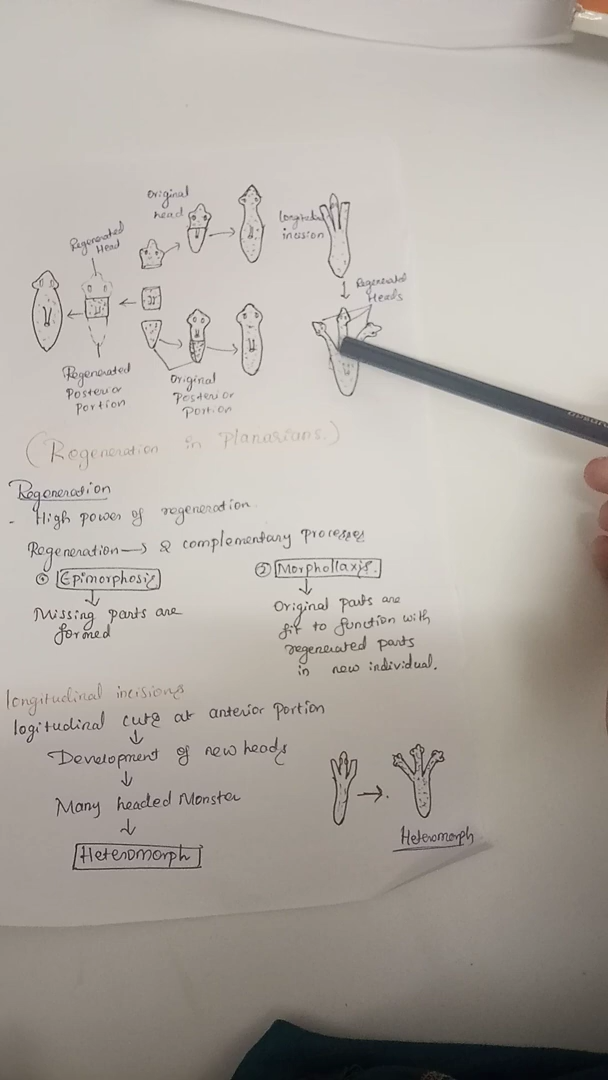 Original
head
Longitudinal
incision
Regenerated
Head
Regenerated
Heads
Regenerated
Posterior
Portion
Original
Posterior
Portion
(Regeneration in Planarians.)
Regeneration
- High power of regeneration.
Regeneration → 2 complementary processes
① Epimorphosis
② Morphollaxis.
Missing parts are
formed
Original parts are
fit to function with
regenerated parts
in new individual.
longitudinal incisions
logitudinal cuts at anterior portion
↓
Development of new heads
↓
Many headed Monster
↓
Heteromorph
Heteromorph